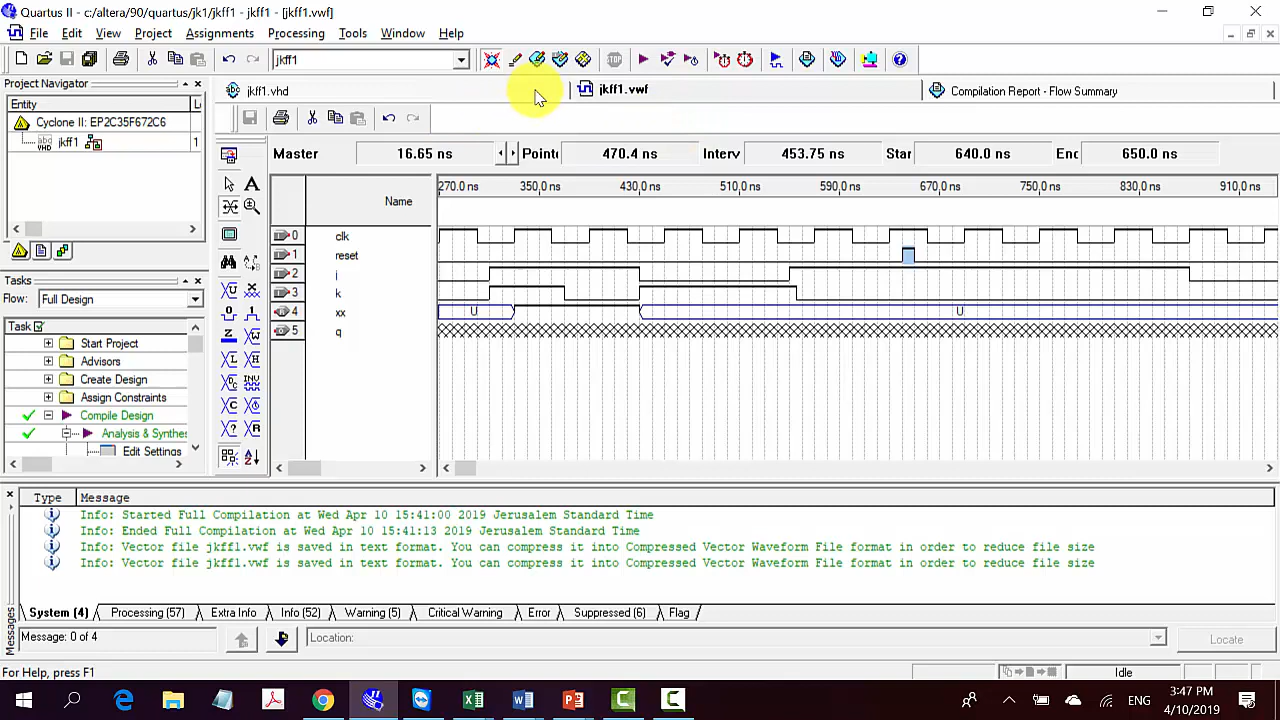 Quartus II - c:/altera/90/quartus/jk1/jkff1 - jkff1 - [jkff1.vwf]
File Edit View Project Assignments Processing Tools Window Help
jkff1
STOP
Project Navigator
Entity
Cyclone II: EP2C35F672C6
abc VHD jkff1 1
jkff1.vhd
jkff1.vwf
Compilation Report - Flow Summary
Master 16.65 ns Pointe 470.4 ns Interv 453.75 ns Star 640.0 ns Enc 650.0 ns
Name
270.0 ns 350.0 ns 430.0 ns 510.0 ns 590.0 ns 670.0 ns 750.0 ns 830.0 ns 910.0 ns
0 clk
1 reset
2 j
3 k
4 xx U U
5 q
Tasks
Flow: Full Design
Task
Start Project
Advisors
Create Design
Assign Constraints
Compile Design
Analysis & Synthes
Edit Settings
Type Message
Info: Started Full Compilation at Wed Apr 10 15:41:00 2019 Jerusalem Standard Time
Info: Ended Full Compilation at Wed Apr 10 15:41:13 2019 Jerusalem Standard Time
Info: Vector file jkff1.vwf is saved in text format. You can compress it into Compressed Vector Waveform File format in order to reduce file size
Info: Vector file jkff1.vwf is saved in text format. You can compress it into Compressed Vector Waveform File format in order to reduce file size
System (4) Processing (57) Extra Info Info (52) Warning (5) Critical Warning Error Suppressed (6) Flag
Messages
Message: 0 of 4
Location:
Locate
For Help, press F1
Idle
ENG
3:47 PM
4/10/2019